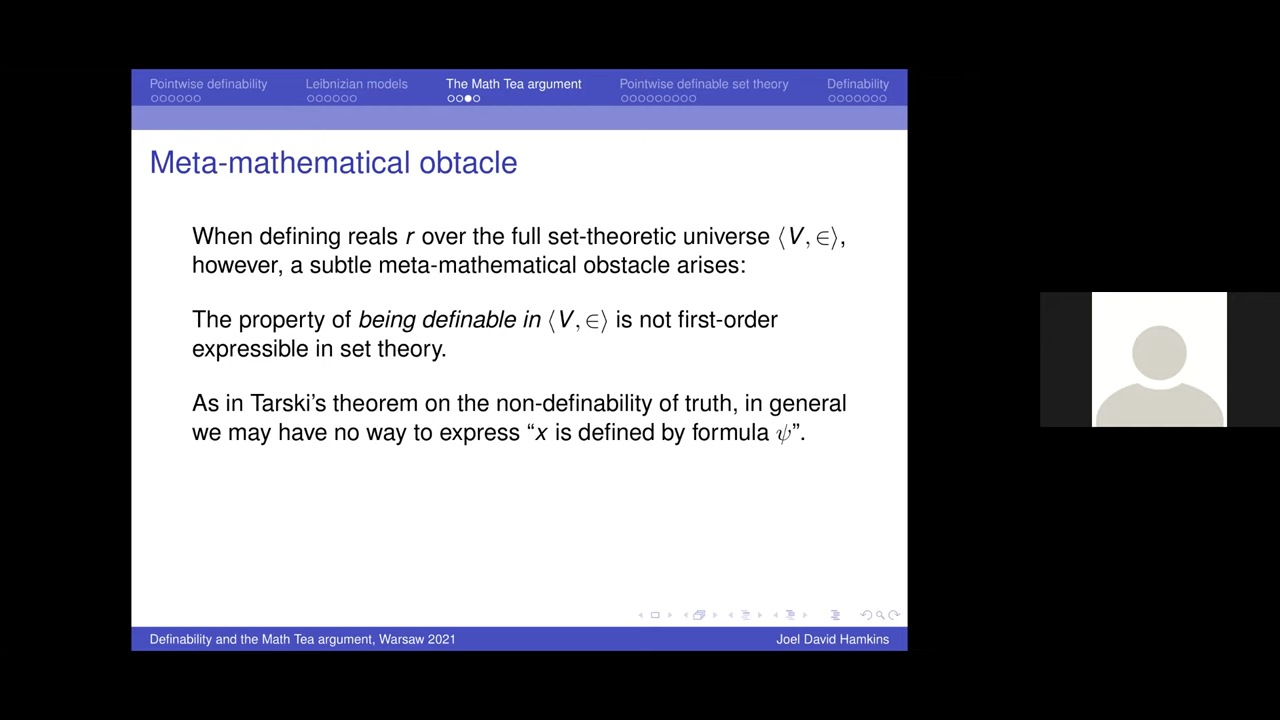 Pointwise definability Leibnizian models The Math Tea argument Pointwise definable set theory Definability
Meta-mathematical obtacle
When defining reals r over the full set-theoretic universe ⟨V, ∈⟩,
however, a subtle meta-mathematical obstacle arises:
The property of being definable in ⟨V, ∈⟩ is not first-order
expressible in set theory.
As in Tarski's theorem on the non-definability of truth, in general
we may have no way to express “x is defined by formula ψ”.
Definability and the Math Tea argument, Warsaw 2021 Joel David Hamkins